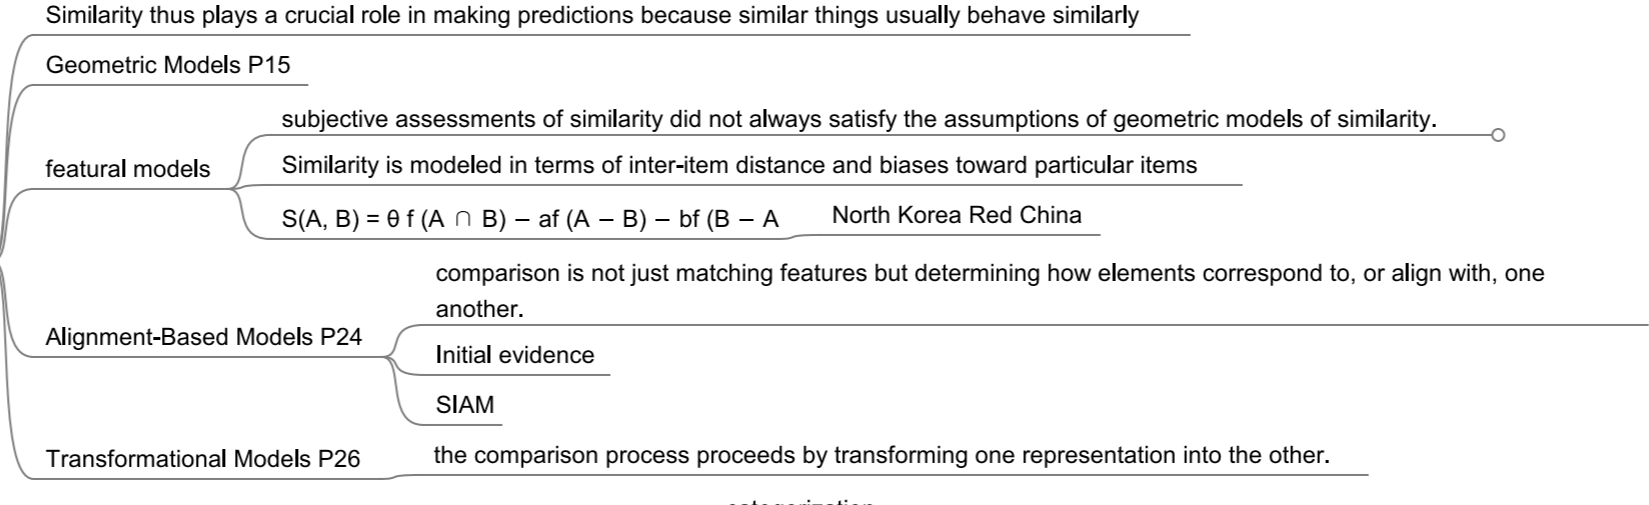 Similarity thus plays a crucial role in making predictions because similar things usually behave similarly
Geometric Models P15
featural models
subjective assessments of similarity did not always satisfy the assumptions of geometric models of similarity.
Similarity is modeled in terms of inter-item distance and biases toward particular items
S(A, B) = θ f (A ∩ B) − af (A − B) − bf (B − A
North Korea Red China
Alignment-Based Models P24
comparison is not just matching features but determining how elements correspond to, or align with, one
another.
Initial evidence
SIAM
Transformational Models P26
the comparison process proceeds by transforming one representation into the other.